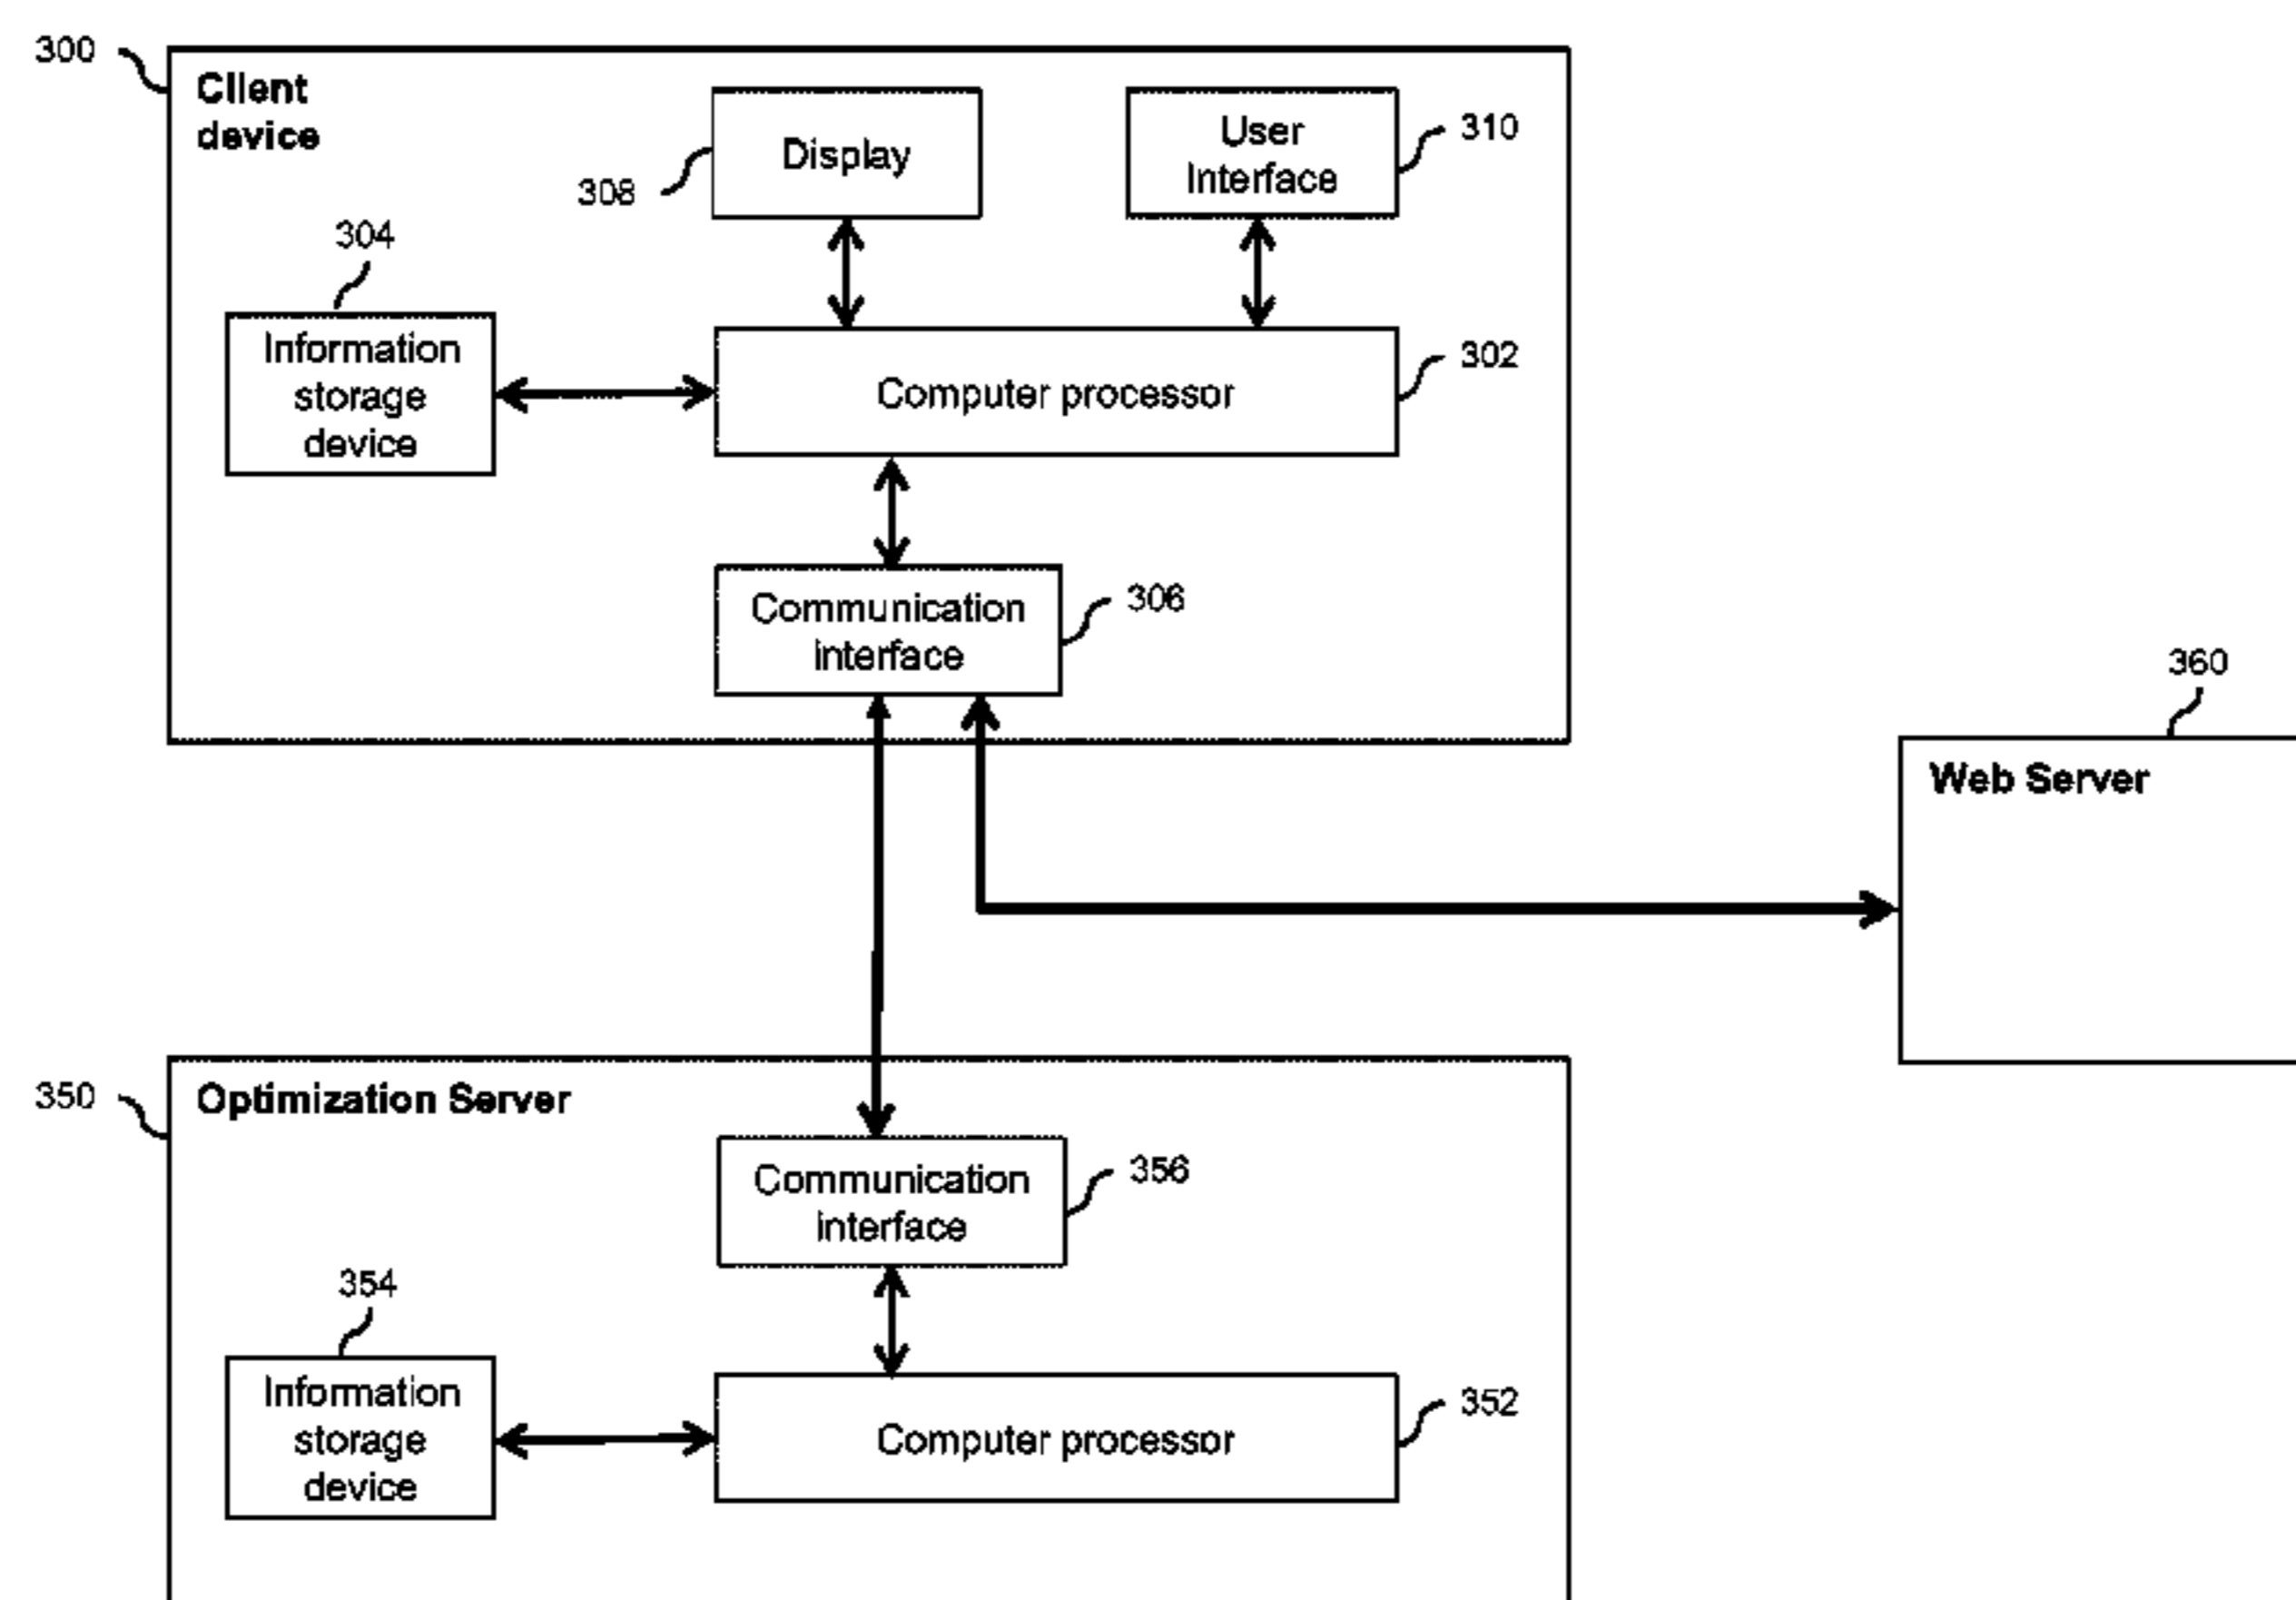 300
Client
device
Display
308
User
Interface
310
304
Information
storage
device
Computer processor
302
Communication
interface
306
360
Web Server
350
Optimization Server
Communication
interface
356
354
Information
storage
device
Computer processor
352